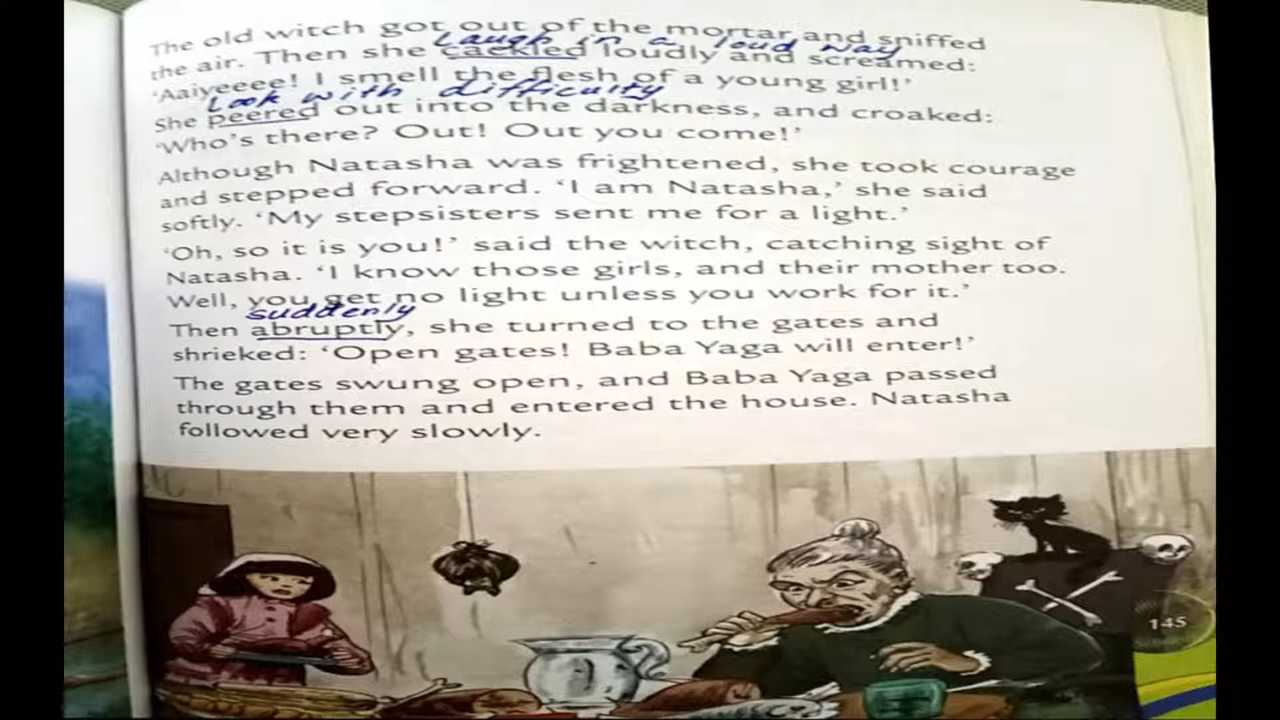 The old witch got out of the mortar and sniffed
Laugh in a loud way
the air. Then she cackled loudly and screamed:
'Aaiyeeee! I smell the flesh of a young girl!'
Look with difficulty
She peered out into the darkness, and croaked:
'Who's there? Out! Out you come!'
Although Natasha was frightened, she took courage
and stepped forward. 'I am Natasha,' she said
softly. 'My stepsisters sent me for a light.'
'Oh, so it is you!' said the witch, catching sight of
Natasha. 'I know those girls, and their mother too.
Well, you get no light unless you work for it.'
suddenly
Then abruptly, she turned to the gates and
shrieked: 'Open gates! Baba Yaga will enter!'
The gates swung open, and Baba Yaga passed
through them and entered the house. Natasha
followed very slowly.
145